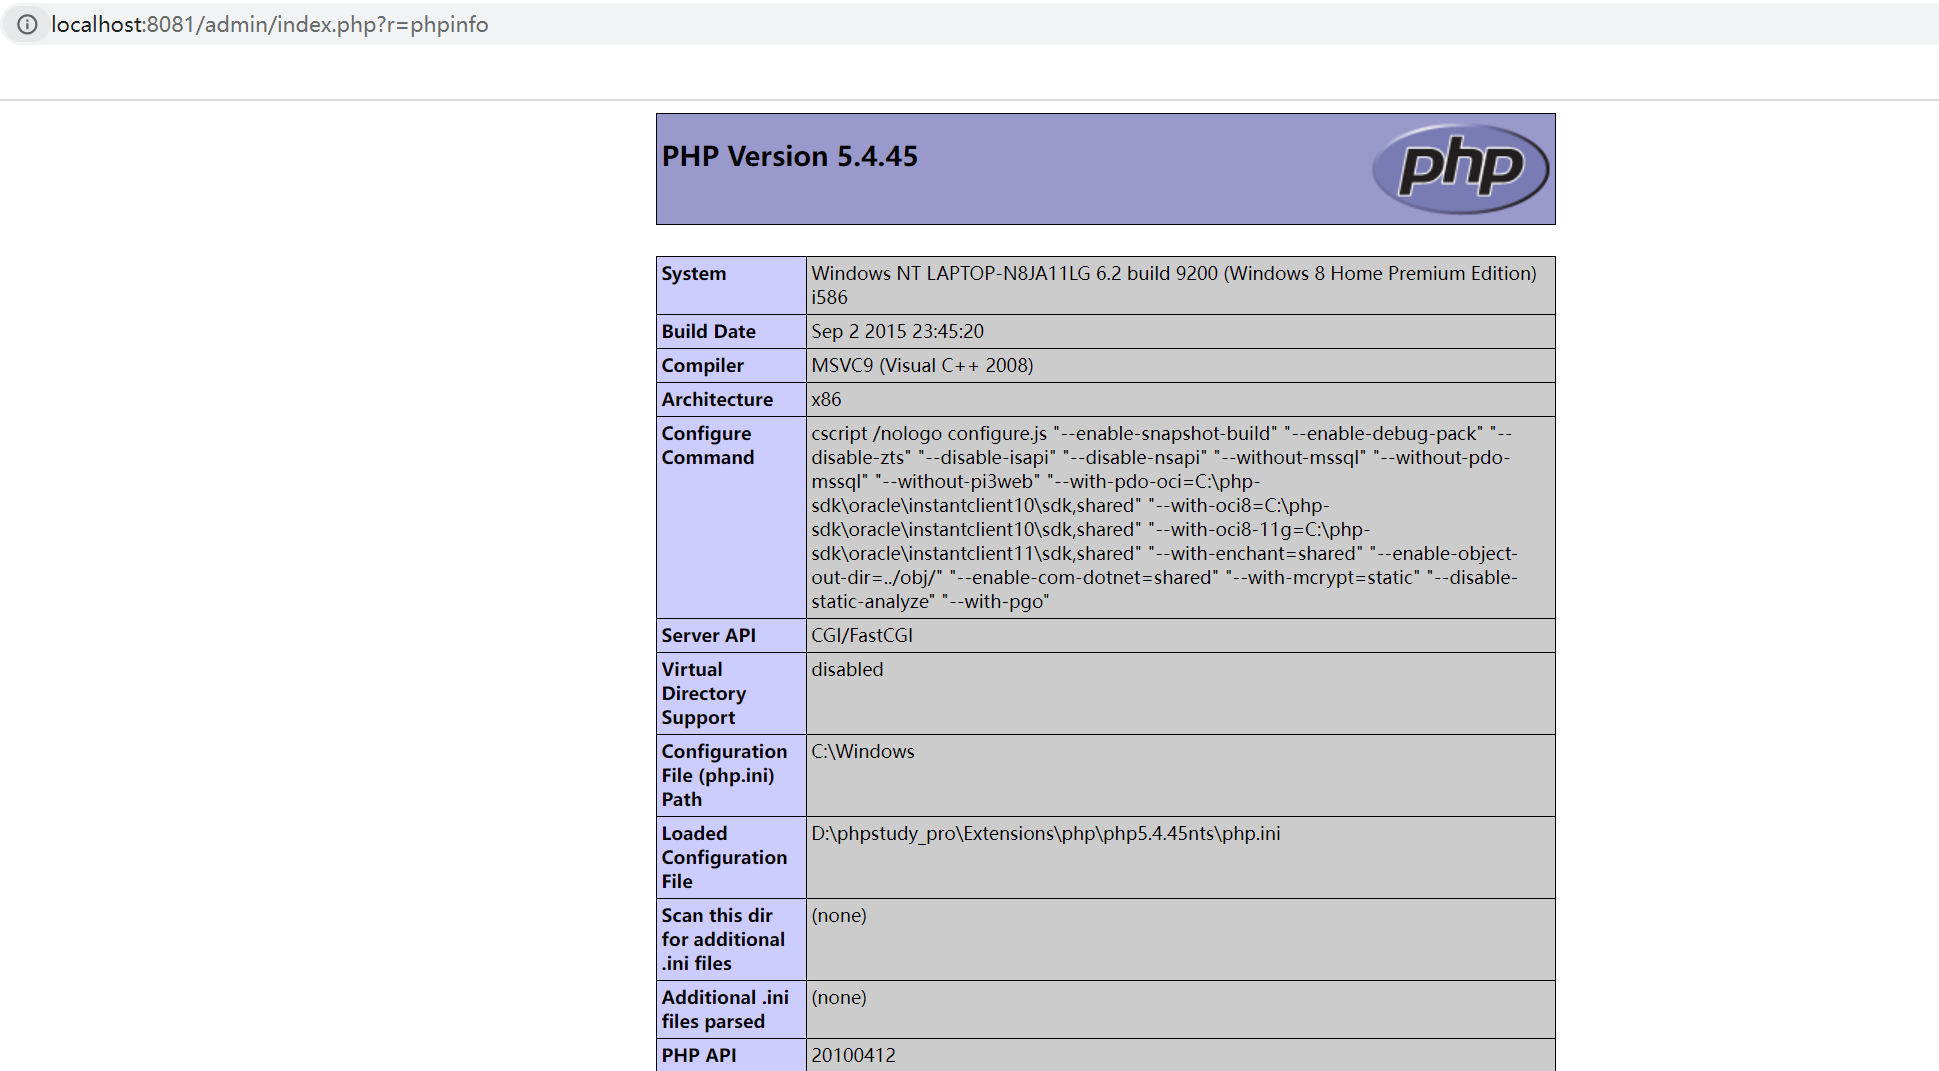 localhost:8081/admin/index.php?r=phpinfo
PHP Version 5.4.45
php
System
Windows NT LAPTOP-N8JA11LG 6.2 build 9200 (Windows 8 Home Premium Edition)
i586
Build Date
Sep 2 2015 23:45:20
Compiler
MSVC9 (Visual C++ 2008)
Architecture
x86
Configure
Command
cscript /nologo configure.js "--enable-snapshot-build" "--enable-debug-pack" "--
disable-zts" "--disable-isapi" "--disable-nsapi" "--without-mssql" "--without-pdo-
mssql" "--without-pi3web" "--with-pdo-oci=C:\php-
sdk\oracle\instantclient10\sdk,shared" "--with-oci8=C:\php-
sdk\oracle\instantclient10\sdk,shared" "--with-oci8-11g=C:\php-
sdk\oracle\instantclient11\sdk,shared" "--with-enchant=shared" "--enable-object-
out-dir=../obj/" "--enable-com-dotnet=shared" "--with-mcrypt=static" "--disable-
static-analyze" "--with-pgo"
Server API
CGI/FastCGI
Virtual
Directory
Support
disabled
Configuration
File (php.ini)
Path
C:\Windows
Loaded
Configuration
File
D:\phpstudy_pro\Extensions\php\php5.4.45nts\php.ini
Scan this dir
for additional
.ini files
(none)
Additional .ini
files parsed
(none)
PHP API
20100412